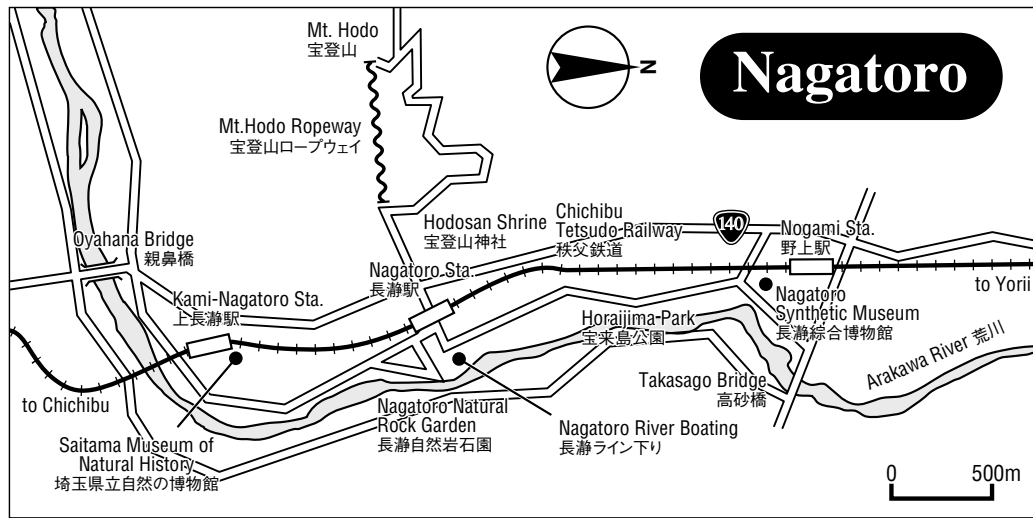 Nagatoro
N
Mt. Hodo
宝登山
Mt.Hodo Ropeway
宝登山ロープウェイ
Oyahana Bridge
親鼻橋
Hodosan Shrine
宝登山神社
Chichibu
Tetsudo Railway
秩父鉄道
140
Nogami Sta.
野上駅
Nagatoro Sta.
長瀞駅
Kami-Nagatoro Sta.
上長瀞駅
to Yorii
Nagatoro
Synthetic Museum
長瀞綜合博物館
Horaijima Park
宝来島公園
Arakawa River 荒川
Takasago Bridge
高砂橋
to Chichibu
Nagatoro Natural
Rock Garden
長瀞自然岩石園
Nagatoro River Boating
長瀞ライン下り
Saitama Museum of
Natural History
埼玉県立自然の博物館
0 500m